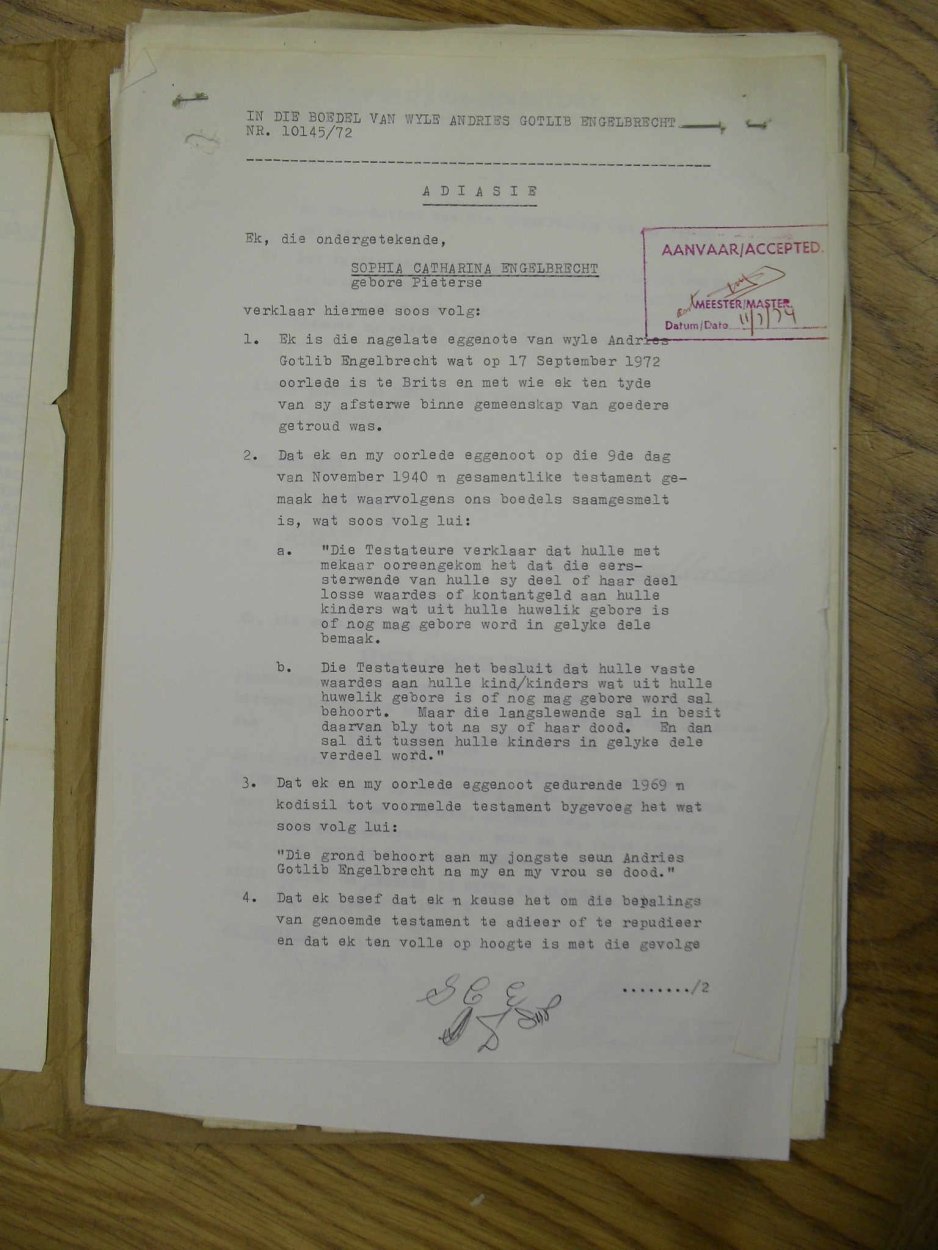 IN DIE BOEDEL VAN WYLE ANDRIES GOTLIB ENGELBRECHT
NR. 10145/72
A D I A S I E
Ek, die ondergetekende,
SOPHIA CATHARINA ENGELBRECHT
gebore Pieterse
verklaar hiermee soos volg:
AANVAAR/ACCEPTED.
MEESTER/MASTER
Datum/Date 11/7/74
1. Ek is die nagelate eggenote van wyle Andries
Gotlib Engelbrecht wat op 17 September 1972
oorlede is te Brits en met wie ek ten tyde
van sy afsterwe binne gemeenskap van goedere
getroud was.
2. Dat ek en my oorlede eggenoot op die 9de dag
van November 1940 'n gesamentlike testament ge-
maak het waarvolgens ons boedels saamgesmelt
is, wat soos volg lui:
a. "Die Testateure verklaar dat hulle met
mekaar ooreengekom het dat die eers-
sterwende van hulle sy deel of haar deel
losse waardes of kontantgeld aan hulle
kinders wat uit hulle huwelik gebore is
of nog mag gebore word in gelyke dele
bemaak.
b. Die Testateure het besluit dat hulle vaste
waardes aan hulle kind/kinders wat uit hulle
huwelik gebore is of nog mag gebore word sal
behoort. Maar die langslewende sal in besit
daarvan bly tot na sy of haar dood. En dan
sal dit tussen hulle kinders in gelyke dele
verdeel word."
3. Dat ek en my oorlede eggenoot gedurende 1969 'n
kodisil tot voormelde testament bygevoeg het wat
soos volg lui:
"Die grond behoort aan my jongste seun Andries
Gotlib Engelbrecht na my en my vrou se dood."
4. Dat ek besef dat ek 'n keuse het om die bepalings
van genoemde testament te adieer of te repudieer
en dat ek ten volle op hoogte is met die gevolge
......../2
S C E